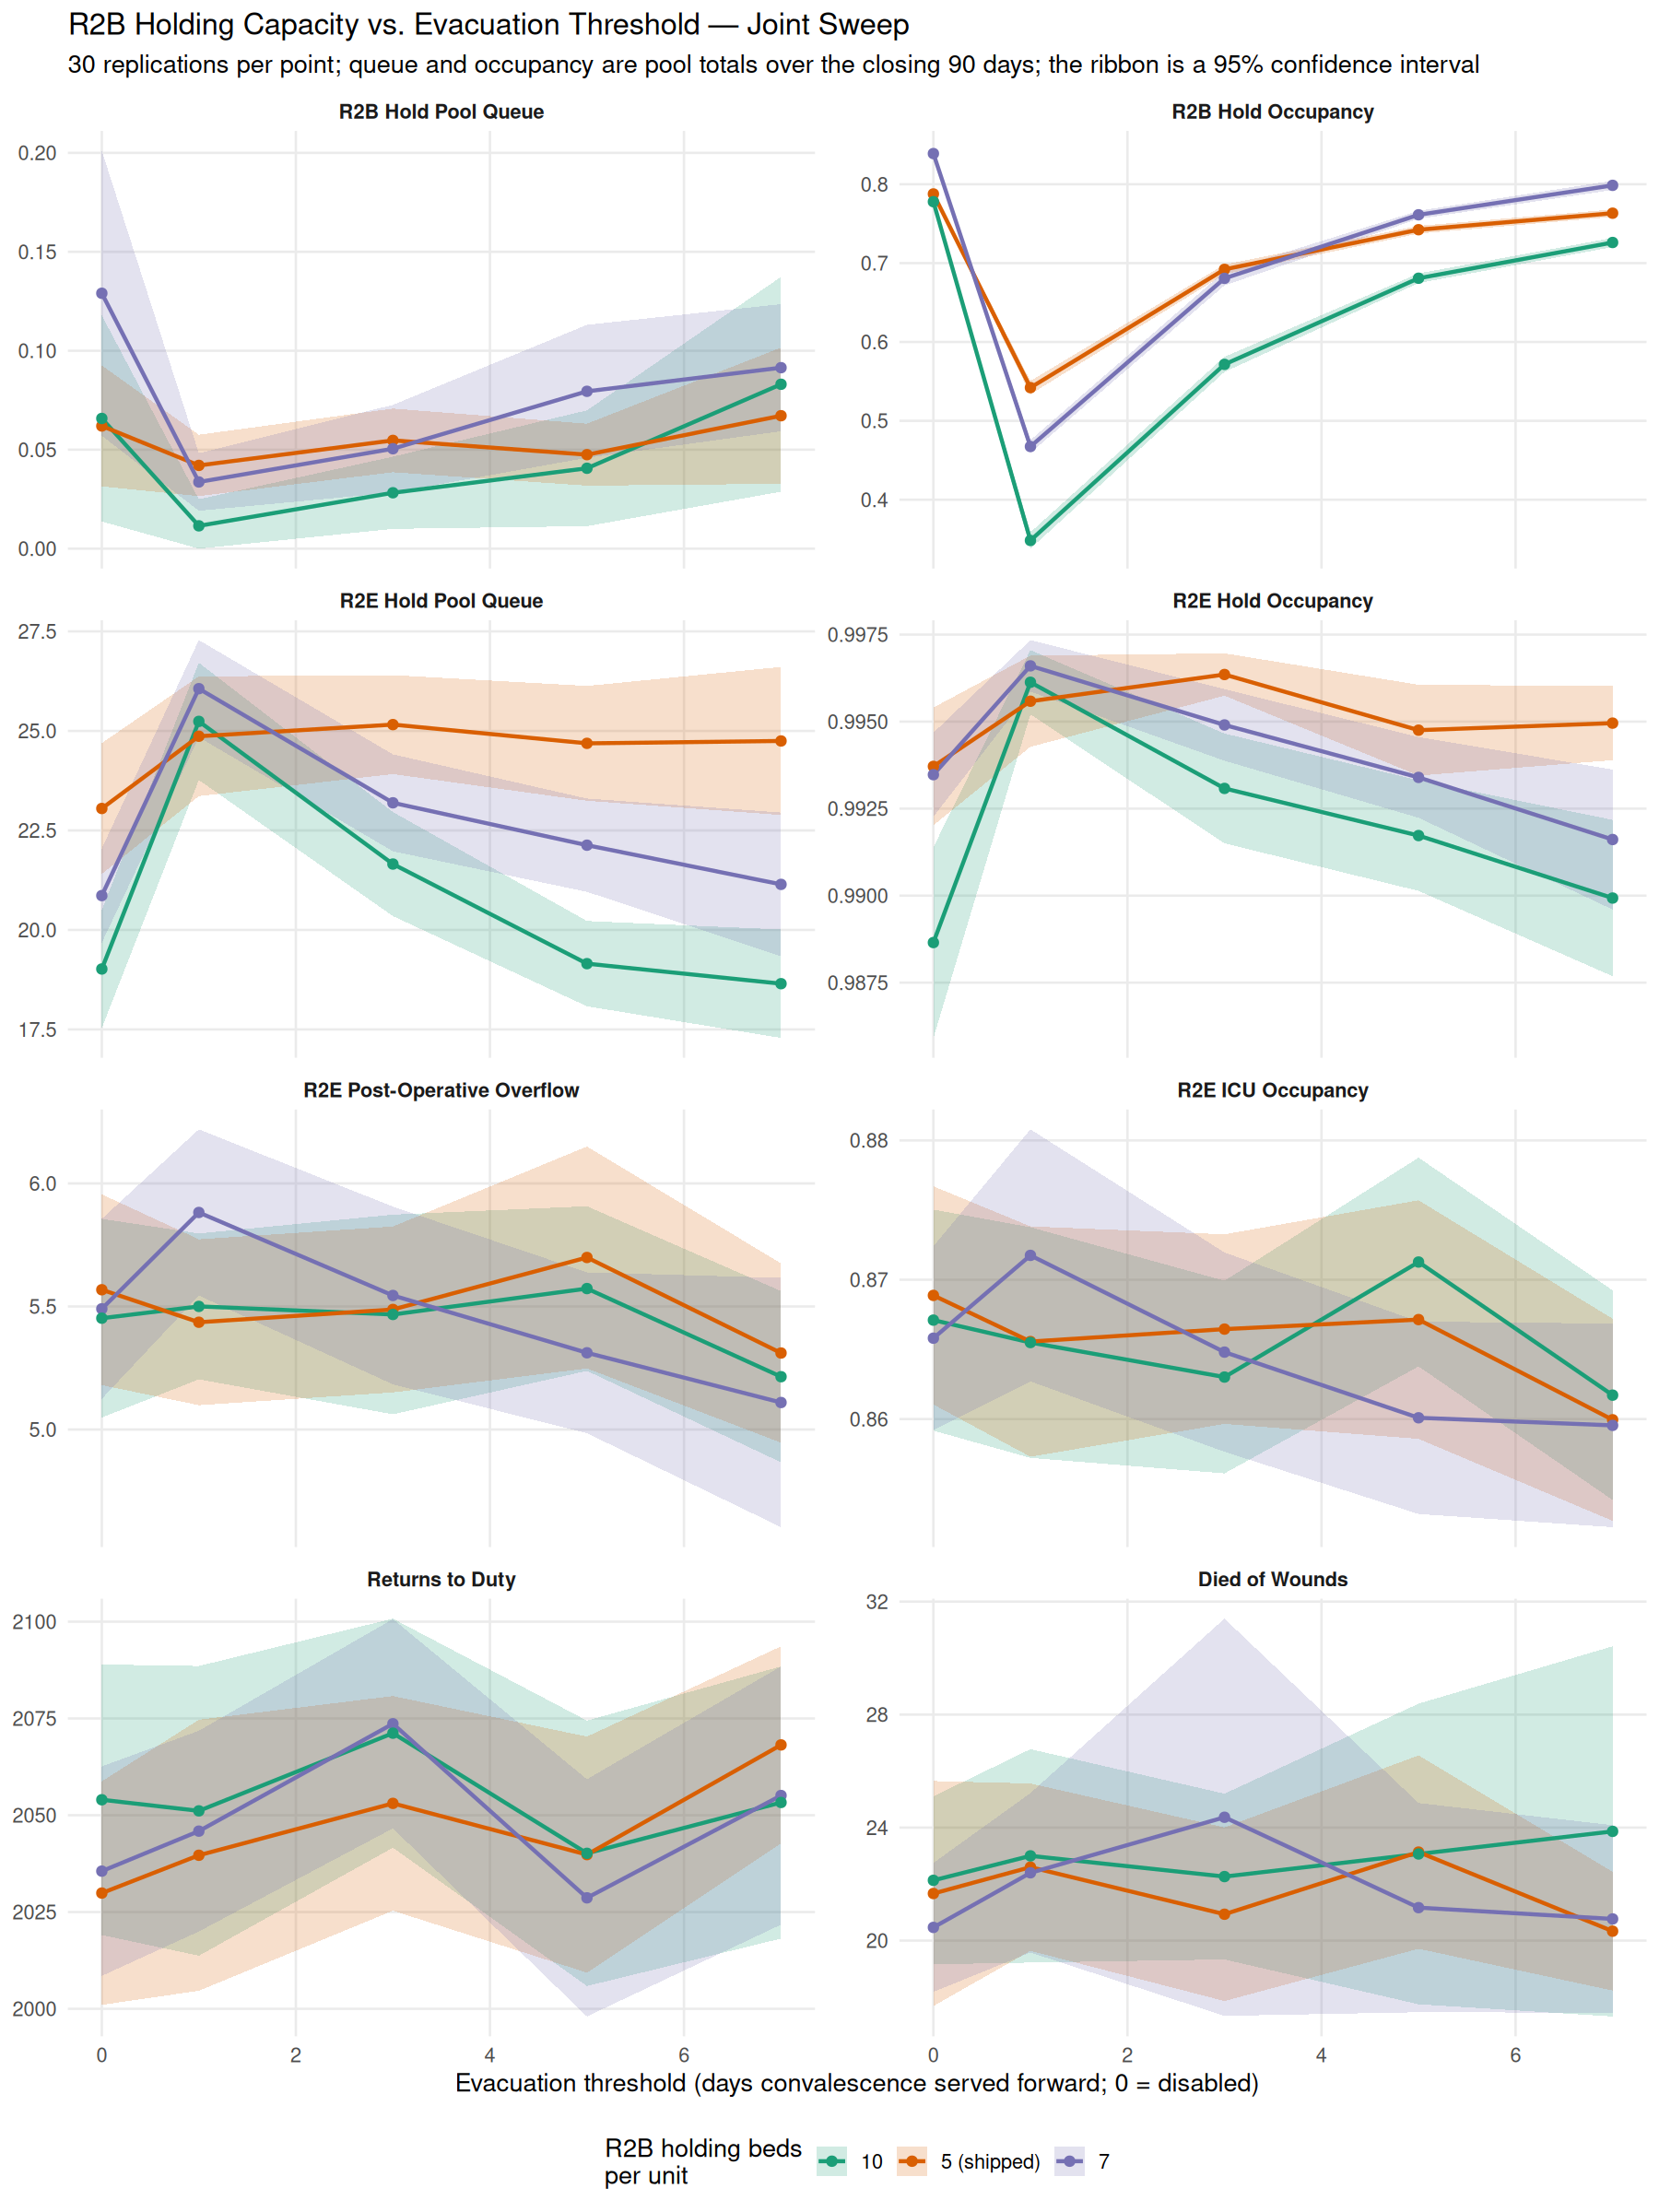 R2B Holding Capacity vs. Evacuation Threshold — Joint Sweep
30 replications per point; queue and occupancy are pool totals over the closing 90 days; the ribbon is a 95% confidence interval
R2B Hold Pool Queue
0.20
0.15
0.10
0.05
0.00
R2B Hold Occupancy
0.8
0.7
0.6
0.5
0.4
R2E Hold Pool Queue
27.5
25.0
22.5
20.0
17.5
R2E Hold Occupancy
0.9975
0.9950
0.9925
0.9900
0.9875
R2E Post-Operative Overflow
6.0
5.5
5.0
R2E ICU Occupancy
0.88
0.87
0.86
Returns to Duty
2100
2075
2050
2025
2000
0 2 4 6
Died of Wounds
32
28
24
20
0 2 4 6
Evacuation threshold (days convalescence served forward; 0 = disabled)
R2B holding beds
per unit
10 5 (shipped) 7